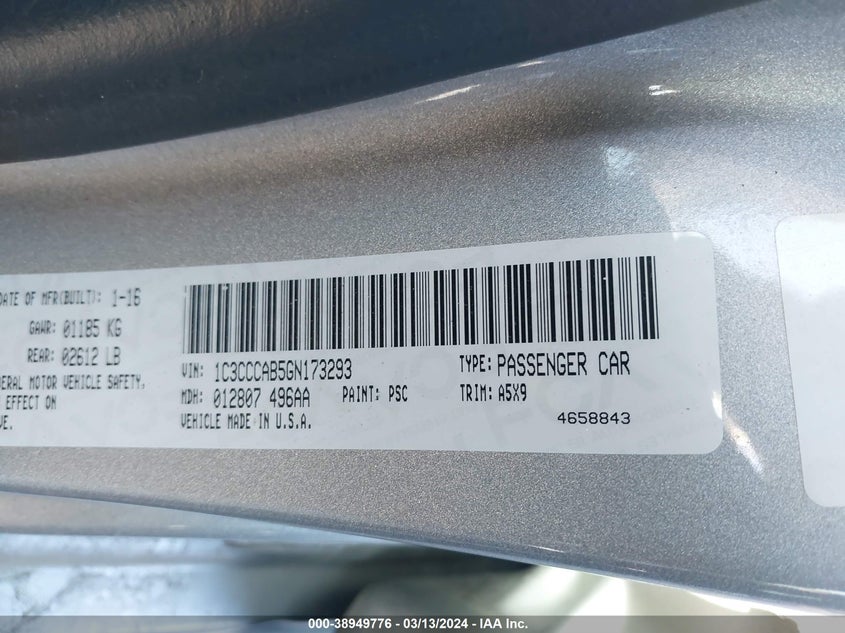 DATE OF MFR(BUILT): 1-16
GAWR: 01185 KG
REAR: 02612 LB
ERAL MOTOR VEHICLE SAFETY,
EFFECT ON
VE.
VIN: 1C3CCCAB5GN173293
TYPE: PASSENGER CAR
MDH: 012807 496AA
PAINT: PSC
TRIM: A5X9
VEHICLE MADE IN U.S.A.
4658843
000-38949776 - 03/13/2024 - IAA Inc.